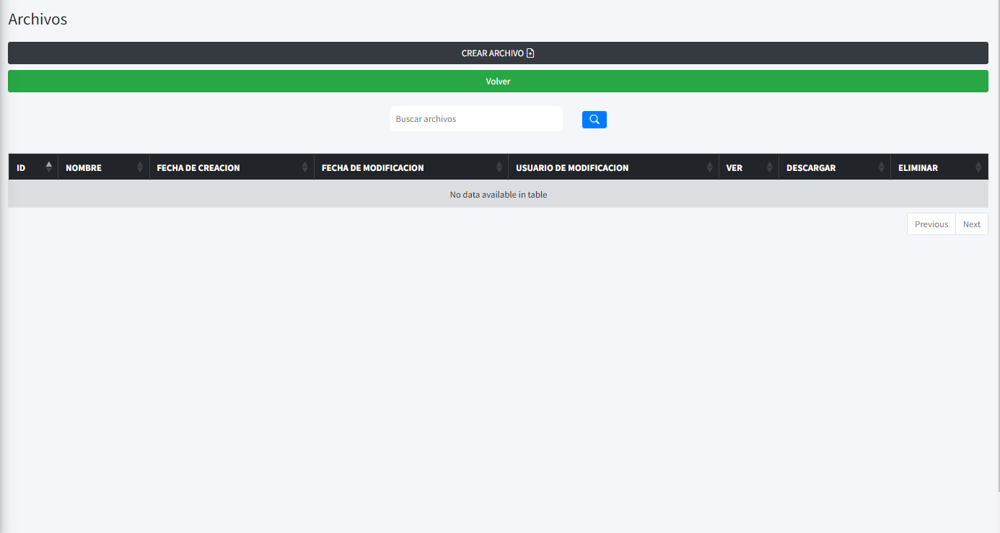 Archivos
CREAR ARCHIVO
Volver
Buscar archivos
ID NOMBRE FECHA DE CREACION FECHA DE MODIFICACION USUARIO DE MODIFICACION VER DESCARGAR ELIMINAR
No data available in table
Previous Next